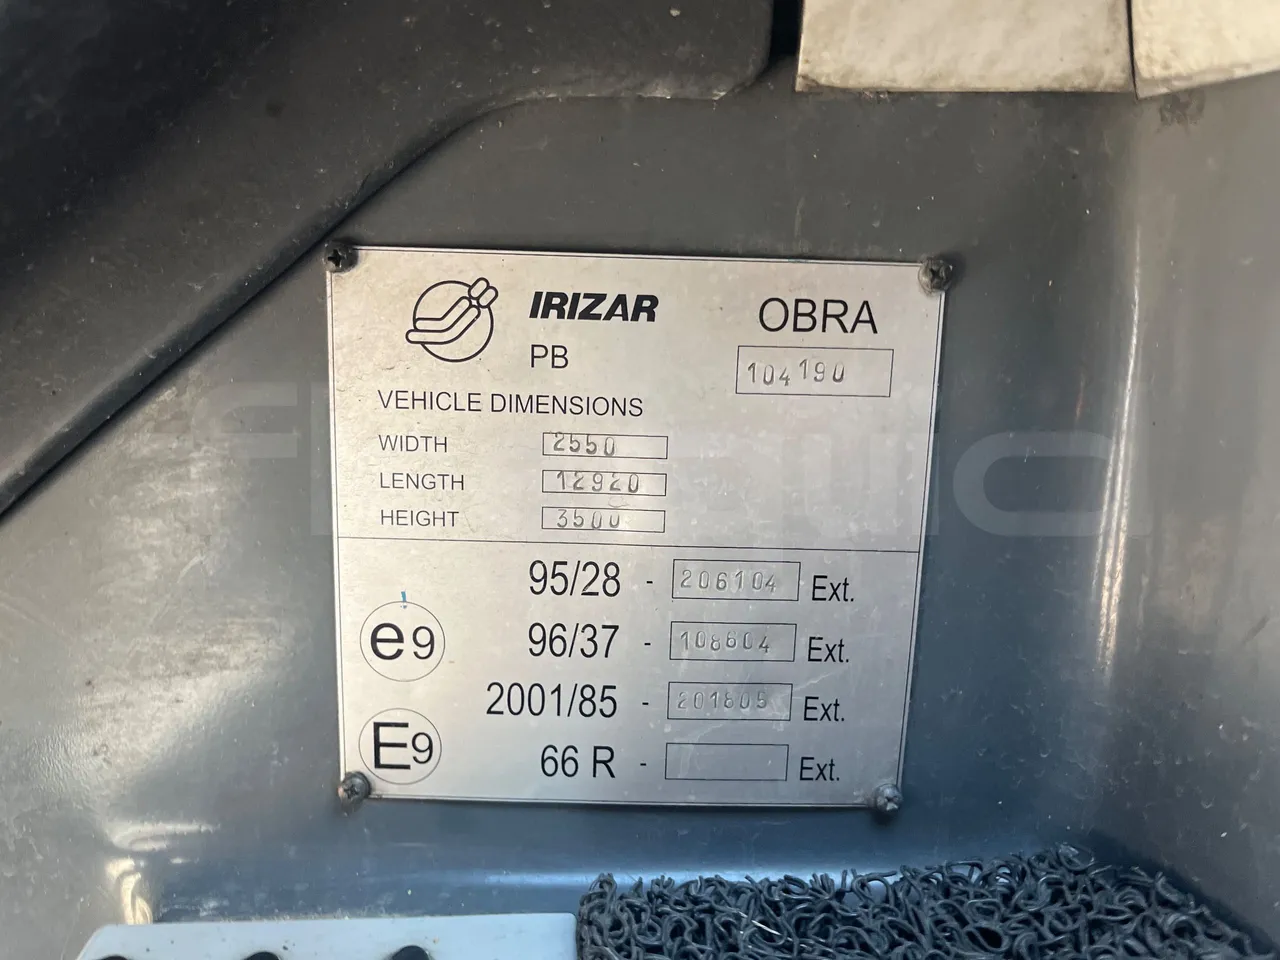 IRIZAR
OBRA
PB
104190
VEHICLE DIMENSIONS
WIDTH 2550
LENGTH 12920
HEIGHT 3500
95/28 - 206104 Ext.
e9 96/37 - 108604 Ext.
2001/85 - 201805 Ext.
E9 66 R - Ext.